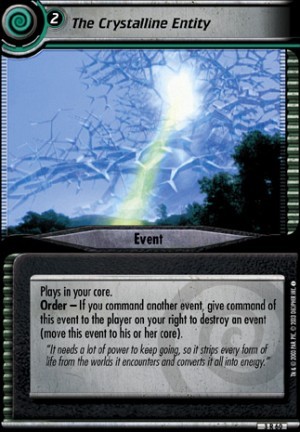 2 The Crystalline Entity
Event
Plays in your core.
Order – If you command another event, give command of
this event to the player on your right to destroy an event
(move this event to his or her core).
"It needs a lot of power to keep going, so it strips every form of
life from the worlds it encounters and converts it all into energy."
3 R 60